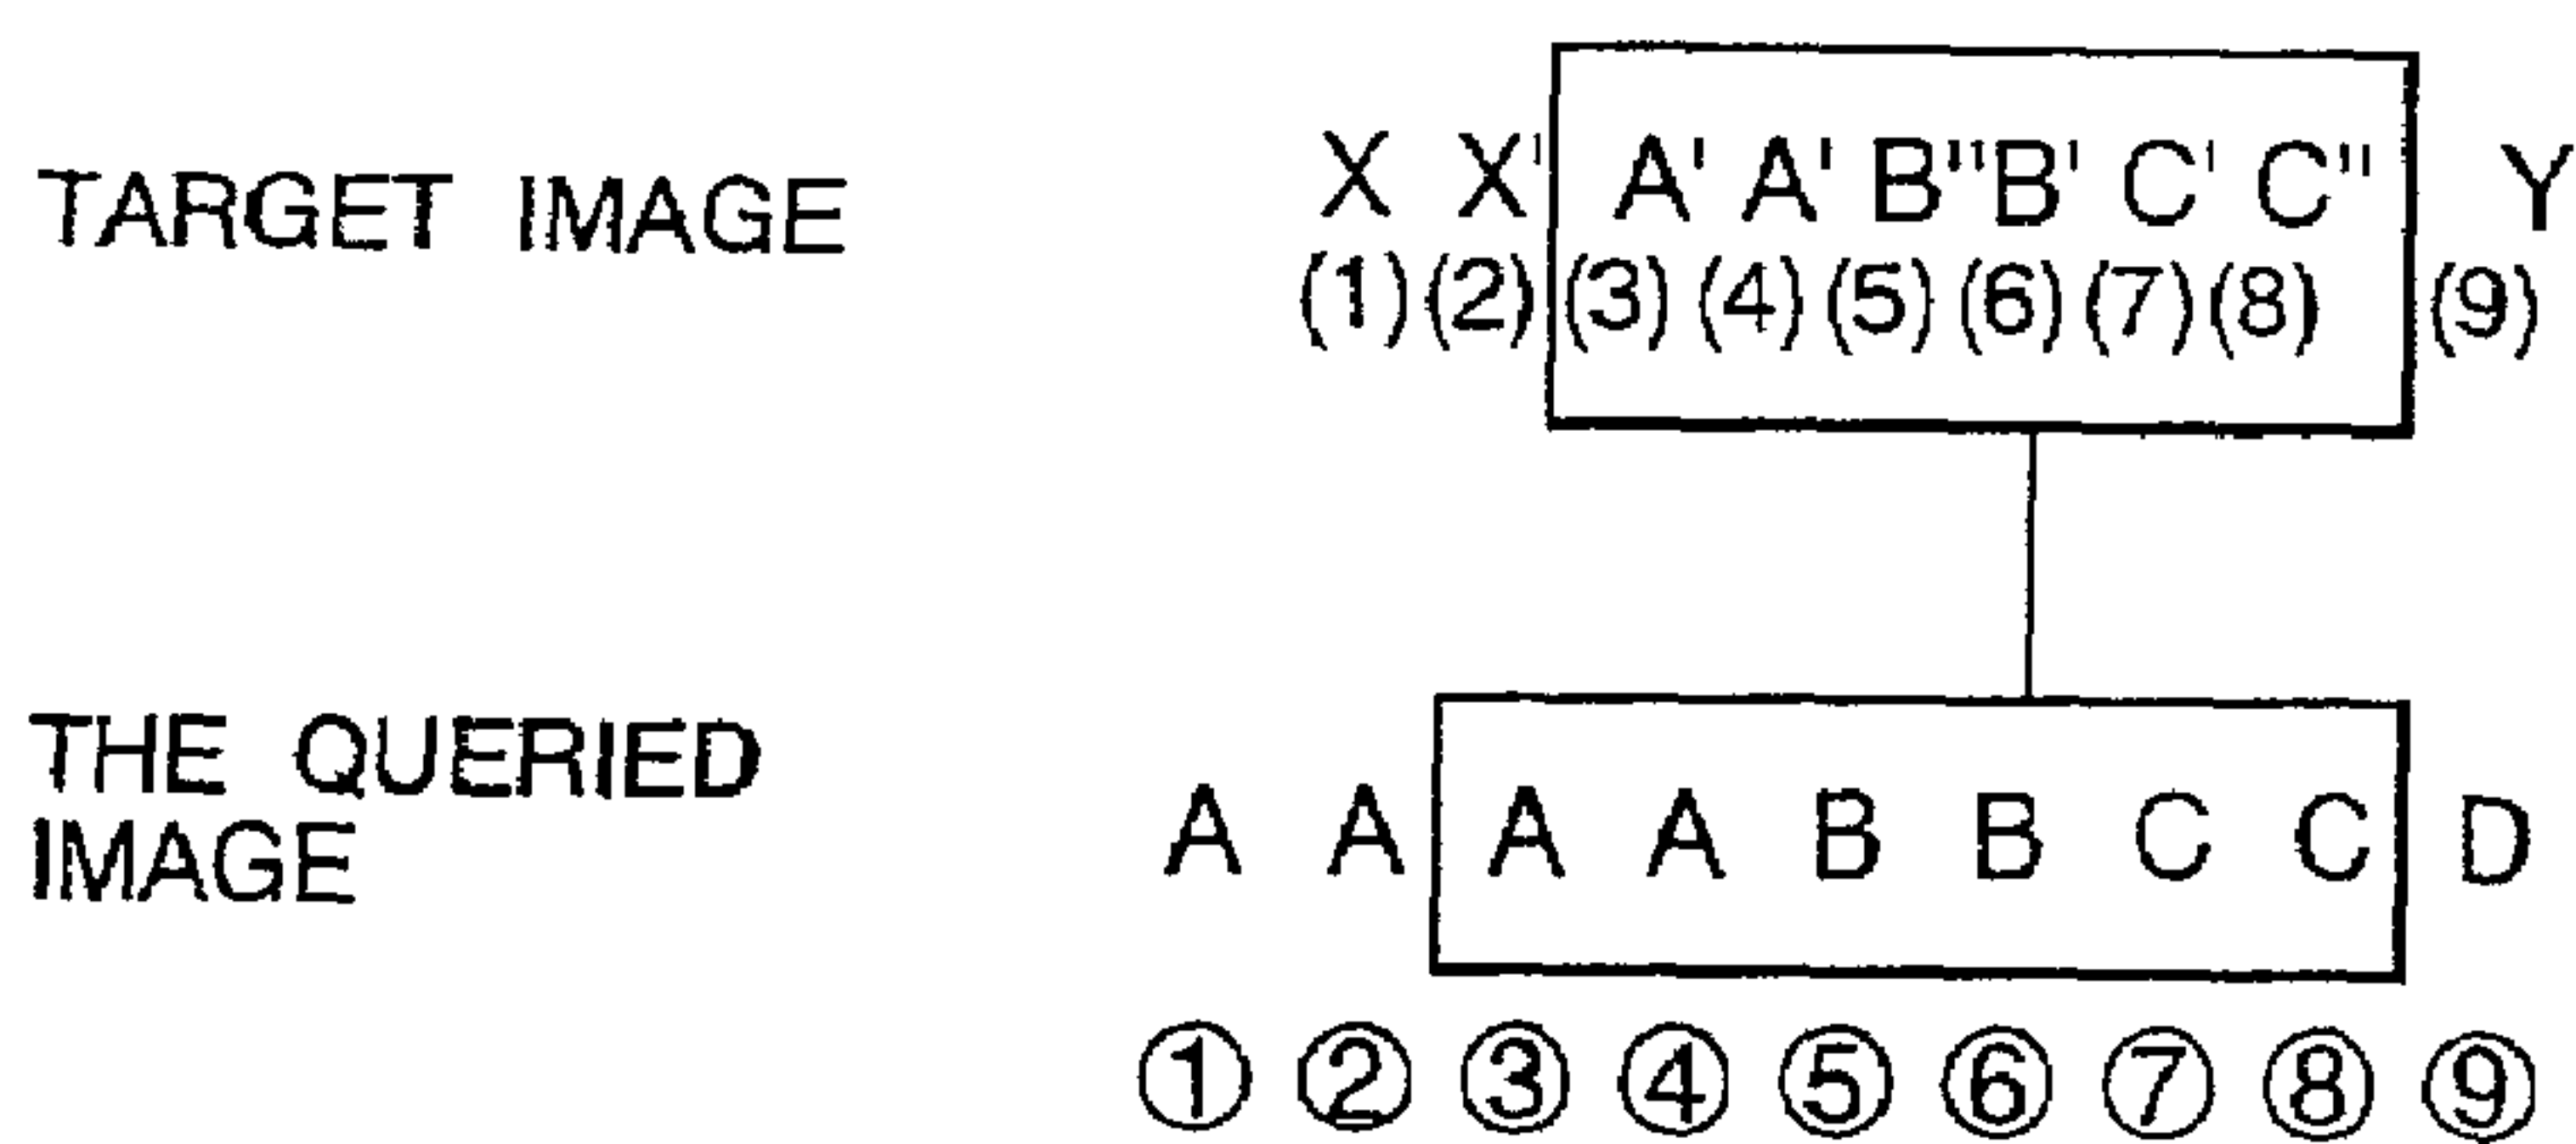 TARGET IMAGE
X X' A' A' B" B' C' C" Y
(1) (2) (3) (4) (5) (6) (7) (8) (9)
THE QUERIED
IMAGE
A A A A B B C C D
① ② ③ ④ ⑤ ⑥ ⑦ ⑧ ⑨